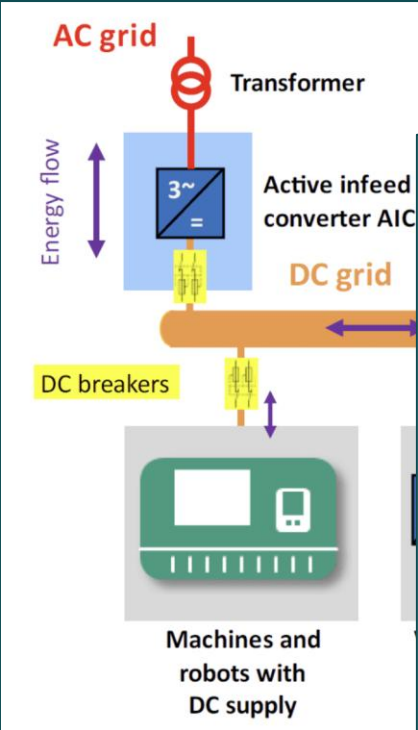 AC grid
Transformer
Energy flow
3~
=
Active infeed
converter AIC
DC grid
DC breakers
Machines and
robots with
DC supply